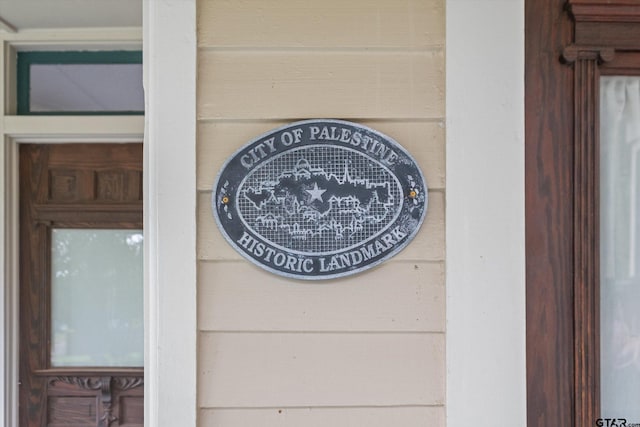 CITY OF PALESTINE
HISTORIC LANDMARK
GTAR.com